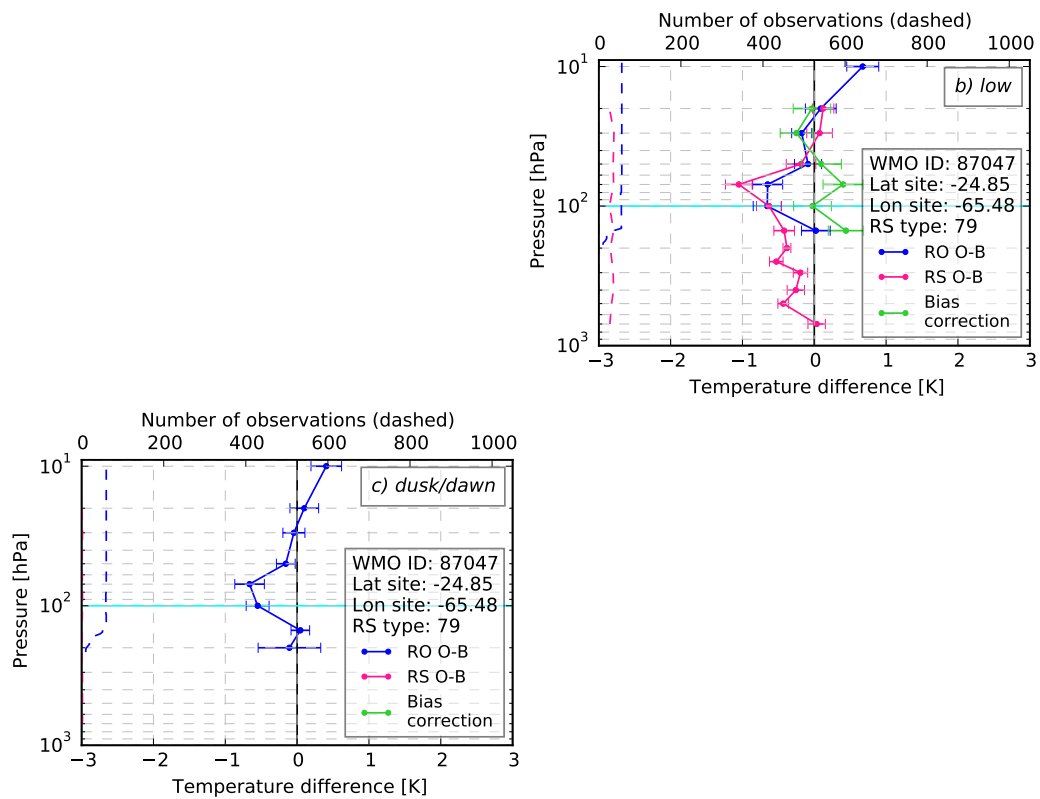 Number of observations (dashed)
0 200 400 600 800 1000
10¹
b) low
WMO ID: 87047
Lat site: -24.85
10²
Lon site: -65.48
RS type: 79
RO O-B
RS O-B
Bias
correction
10³
Pressure [hPa]
−3 −2 −1 0 1 2 3
Temperature difference [K]
Number of observations (dashed)
0 200 400 600 800 1000
10¹
c) dusk/dawn
WMO ID: 87047
Lat site: -24.85
10²
Lon site: -65.48
RS type: 79
RO O-B
RS O-B
Bias
correction
10³
Pressure [hPa]
−3 −2 −1 0 1 2 3
Temperature difference [K]